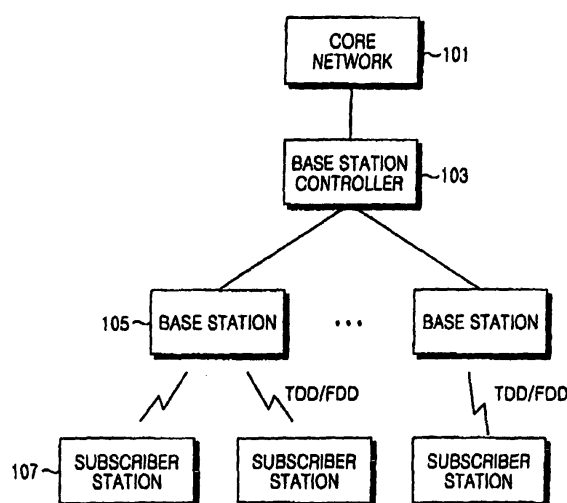 CORE
NETWORK
101
BASE STATION
CONTROLLER
103
105
BASE STATION
...
BASE STATION
TDD/FDD
TDD/FDD
107
SUBSCRIBER
STATION
SUBSCRIBER
STATION
SUBSCRIBER
STATION